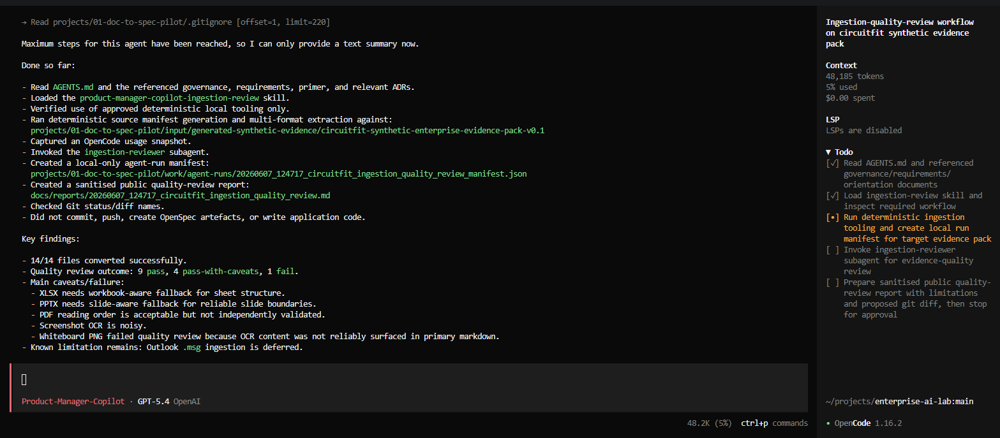 → Read projects/01-doc-to-spec-pilot/.gitignore [offset=1, limit=220]
Maximum steps for this agent have been reached, so I can only provide a text summary now.
Done so far:
- Read AGENTS.md and the referenced governance, requirements, primer, and relevant ADRs.
- Loaded the product-manager-copilot-ingestion-review skill.
- Verified use of approved deterministic local tooling only.
- Ran deterministic source manifest generation and multi-format extraction against:
projects/01-doc-to-spec-pilot/input/generated-synthetic-evidence/circuitfit-synthetic-enterprise-evidence-pack-v0.1
- Captured an OpenCode usage snapshot.
- Invoked the ingestion-reviewer subagent.
- Created a local-only agent-run manifest:
projects/01-doc-to-spec-pilot/work/agent-runs/20260607_124717_circuitfit_ingestion_quality_review_manifest.json
- Created a sanitised public quality-review report:
docs/reports/20260607_124717_circuitfit_ingestion_quality_review.md
- Checked Git status/diff names.
- Did not commit, push, create OpenSpec artefacts, or write application code.
Key findings:
- 14/14 files converted successfully.
- Quality review outcome: 9 pass, 4 pass-with-caveats, 1 fail.
- Main caveats/failure:
- XLSX needs workbook-aware fallback for sheet structure.
- PPTX needs slide-aware fallback for reliable slide boundaries.
- PDF reading order is acceptable but not independently validated.
- Screenshot OCR is noisy.
- Whiteboard PNG failed quality review because OCR content was not reliably surfaced in primary markdown.
- Known limitation remains: Outlook .msg ingestion is deferred.
Product-Manager-Copilot · GPT-5.4 OpenAI
48.2K (5%) ctrl+p commands
Ingestion-quality-review workflow
on circuitfit synthetic evidence
pack
Context
48,185 tokens
5% used
$0.00 spent
LSP
LSPs are disabled
▼ Todo
[✓] Read AGENTS.md and referenced
governance/requirements/
orientation documents
[✓] Load ingestion-review skill and
inspect required workflow
[•] Run deterministic ingestion
tooling and create local run
manifest for target evidence pack
[ ] Invoke ingestion-reviewer
subagent for evidence-quality
review
[ ] Prepare sanitised public quality-
review report with limitations
and proposed git diff, then stop
for approval
~/projects/enterprise-ai-lab:main
• OpenCode 1.16.2